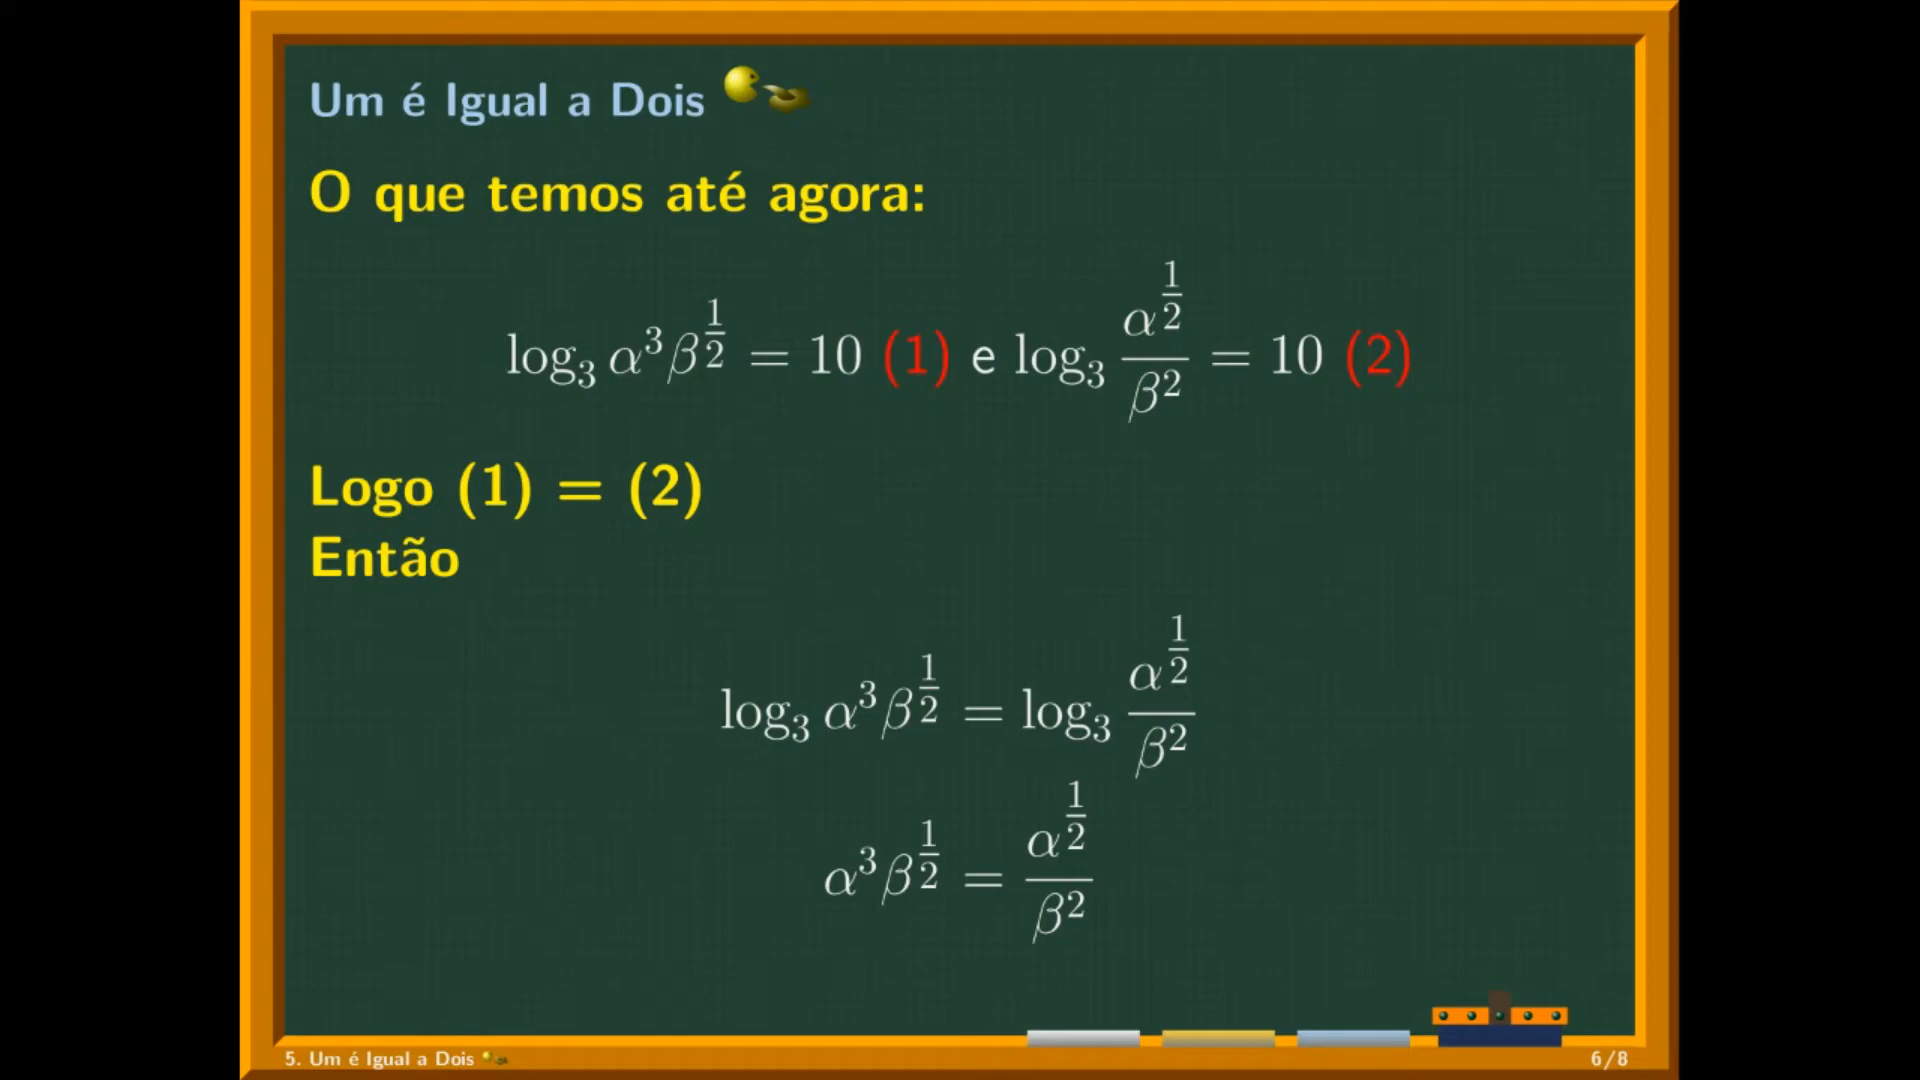 Um é Igual a Dois
O que temos até agora:
log₃ α³β^{1/2} = 10 (1) e log₃ α^{1/2}/β² = 10 (2)
Logo (1) = (2)
Então
log₃ α³β^{1/2} = log₃ α^{1/2}/β²
α³β^{1/2} = α^{1/2}/β²
5. Um é Igual a Dois
6/8